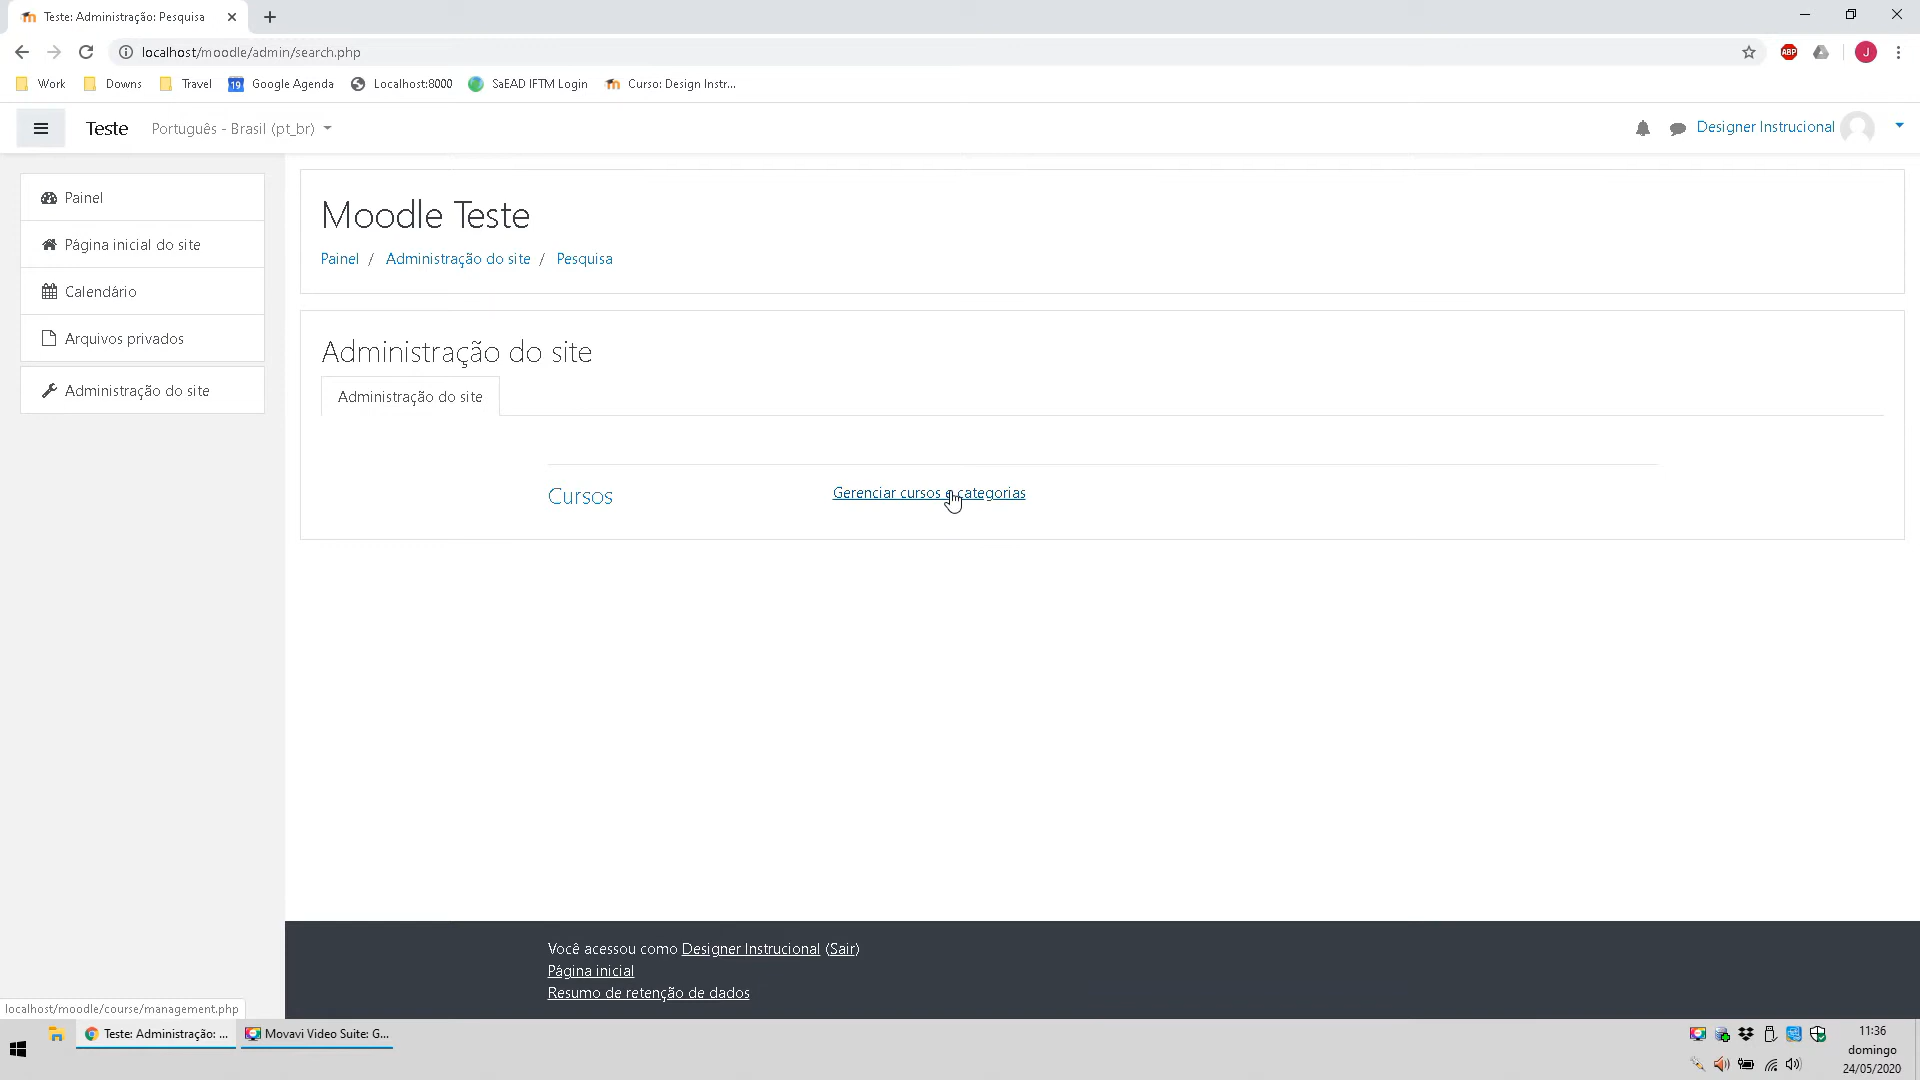 Teste: Administração: Pesquisa
localhost/moodle/admin/search.php
ABP
J
Work
Downs
Travel
19
Google Agenda
Localhost:8000
SaEAD IFTM Login
Curso: Design Instr...
Teste
Português - Brasil (pt_br)
Designer Instrucional
Painel
Página inicial do site
Calendário
Arquivos privados
Administração do site
Moodle Teste
Painel / Administração do site / Pesquisa
Administração do site
Administração do site
Cursos
Gerenciar cursos e categorias
Você acessou como Designer Instrucional (Sair)
Página inicial
Resumo de retenção de dados
localhost/moodle/course/management.php
Teste: Administração: ...
Movavi Video Suite: G...
11:36
domingo
24/05/2020